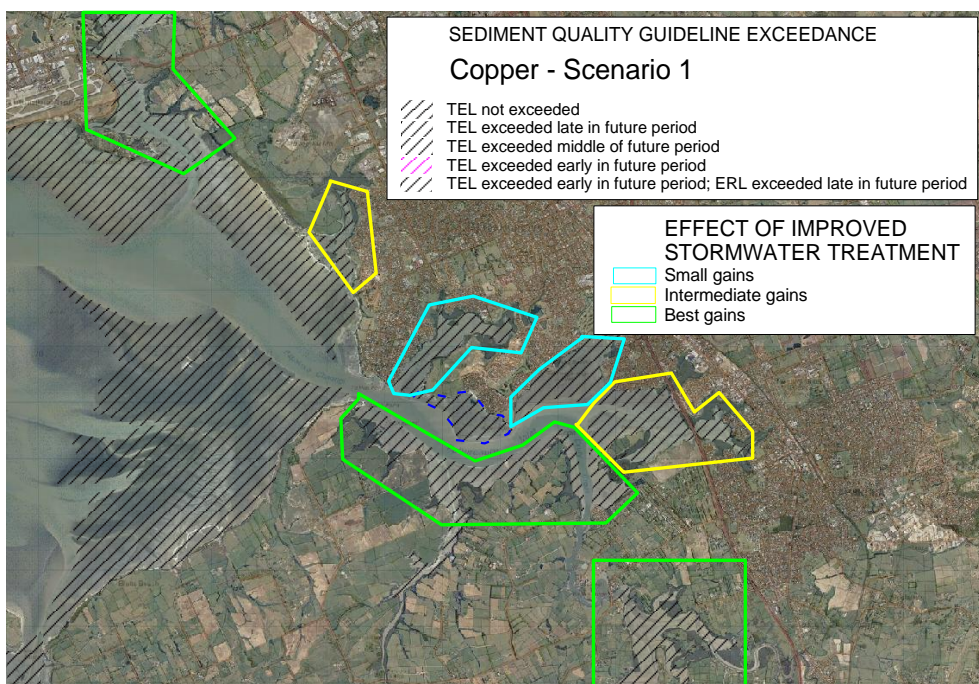 SEDIMENT QUALITY GUIDELINE EXCEEDANCE
Copper - Scenario 1
TEL not exceeded
TEL exceeded late in future period
TEL exceeded middle of future period
TEL exceeded early in future period
TEL exceeded early in future period; ERL exceeded late in future period
EFFECT OF IMPROVED
STORMWATER TREATMENT
Small gains
Intermediate gains
Best gains